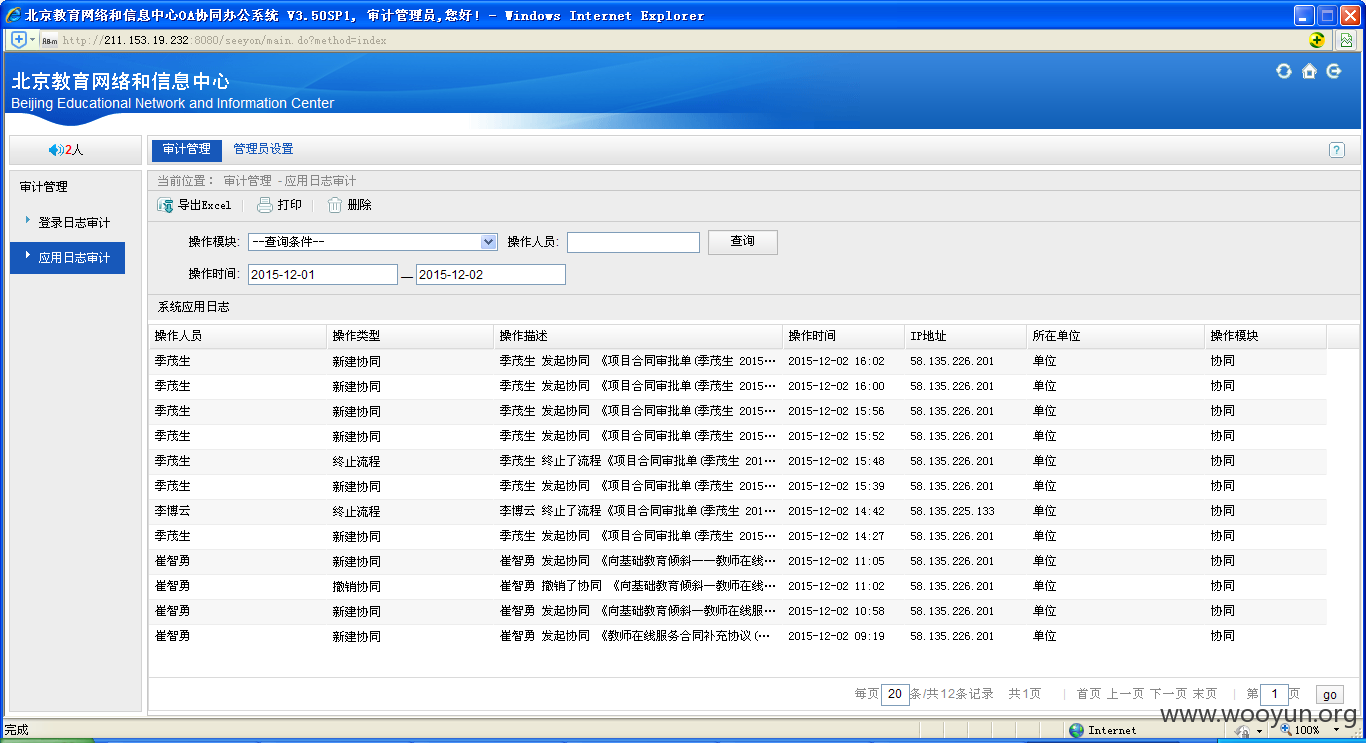 北京教育网络和信息中心OA协同办公系统 V3.50SP1, 审计管理员,您好! - Windows Internet Explorer
http://211.153.19.232:8080/seeyon/main.do?method=index
北京教育网络和信息中心
Beijing Educational Network and Information Center
2人
审计管理 管理员设置
审计管理
登录日志审计
应用日志审计
当前位置: 审计管理 - 应用日志审计
导出Excel 打印 删除
操作模块: --查询条件-- 操作人员: 查询
操作时间: 2015-12-01 — 2015-12-02
系统应用日志
操作人员 操作类型 操作描述 操作时间 IP地址 所在单位 操作模块
季茂生 新建协同 季茂生 发起协同 《项目合同审批单(季茂生 2015… 2015-12-02 16:02 58.135.226.201 单位 协同
季茂生 新建协同 季茂生 发起协同 《项目合同审批单(季茂生 2015… 2015-12-02 16:00 58.135.226.201 单位 协同
季茂生 新建协同 季茂生 发起协同 《项目合同审批单(季茂生 2015… 2015-12-02 15:56 58.135.226.201 单位 协同
季茂生 新建协同 季茂生 发起协同 《项目合同审批单(季茂生 2015… 2015-12-02 15:52 58.135.226.201 单位 协同
季茂生 终止流程 季茂生 终止了流程《项目合同审批单(季茂生 201… 2015-12-02 15:48 58.135.226.201 单位 协同
季茂生 新建协同 季茂生 发起协同 《项目合同审批单(季茂生 2015… 2015-12-02 15:39 58.135.226.201 单位 协同
李博云 终止流程 李博云 终止了流程《项目合同审批单(季茂生 201… 2015-12-02 14:42 58.135.225.133 单位 协同
季茂生 新建协同 季茂生 发起协同 《项目合同审批单(季茂生 2015… 2015-12-02 14:27 58.135.226.201 单位 协同
崔智勇 新建协同 崔智勇 发起协同 《向基础教育倾斜——教师在线… 2015-12-02 11:05 58.135.226.201 单位 协同
崔智勇 撤销协同 崔智勇 撤销了协同 《向基础教育倾斜—教师在线… 2015-12-02 11:02 58.135.226.201 单位 协同
崔智勇 新建协同 崔智勇 发起协同 《向基础教育倾斜—教师在线服… 2015-12-02 10:58 58.135.226.201 单位 协同
崔智勇 新建协同 崔智勇 发起协同 《教师在线服务合同补充协议(… 2015-12-02 09:19 58.135.226.201 单位 协同
每页 20 条/共12条记录 共1页 首页 上一页 下一页 末页 第 1 页 go
www.wooyun.org
完成 Internet 100%